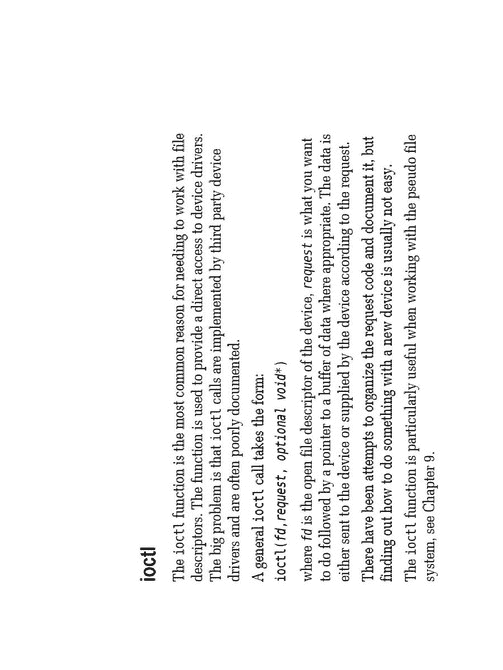 ioctl
The ioctl function is the most common reason for needing to work with file
descriptors. The function is used to provide a direct access to device drivers.
The big problem is that ioctl calls are implemented by third party device
drivers and are often poorly documented.
A general ioctl call takes the form:
ioctl(fd,request, optional void*)
where fd is the open file descriptor of the device, request is what you want
to do followed by a pointer to a buffer of data where appropriate. The data is
either sent to the device or supplied by the device according to the request.
There have been attempts to organize the request code and document it, but
finding out how to do something with a new device is usually not easy.
The ioctl function is particularly useful when working with the pseudo file
system, see Chapter 9.